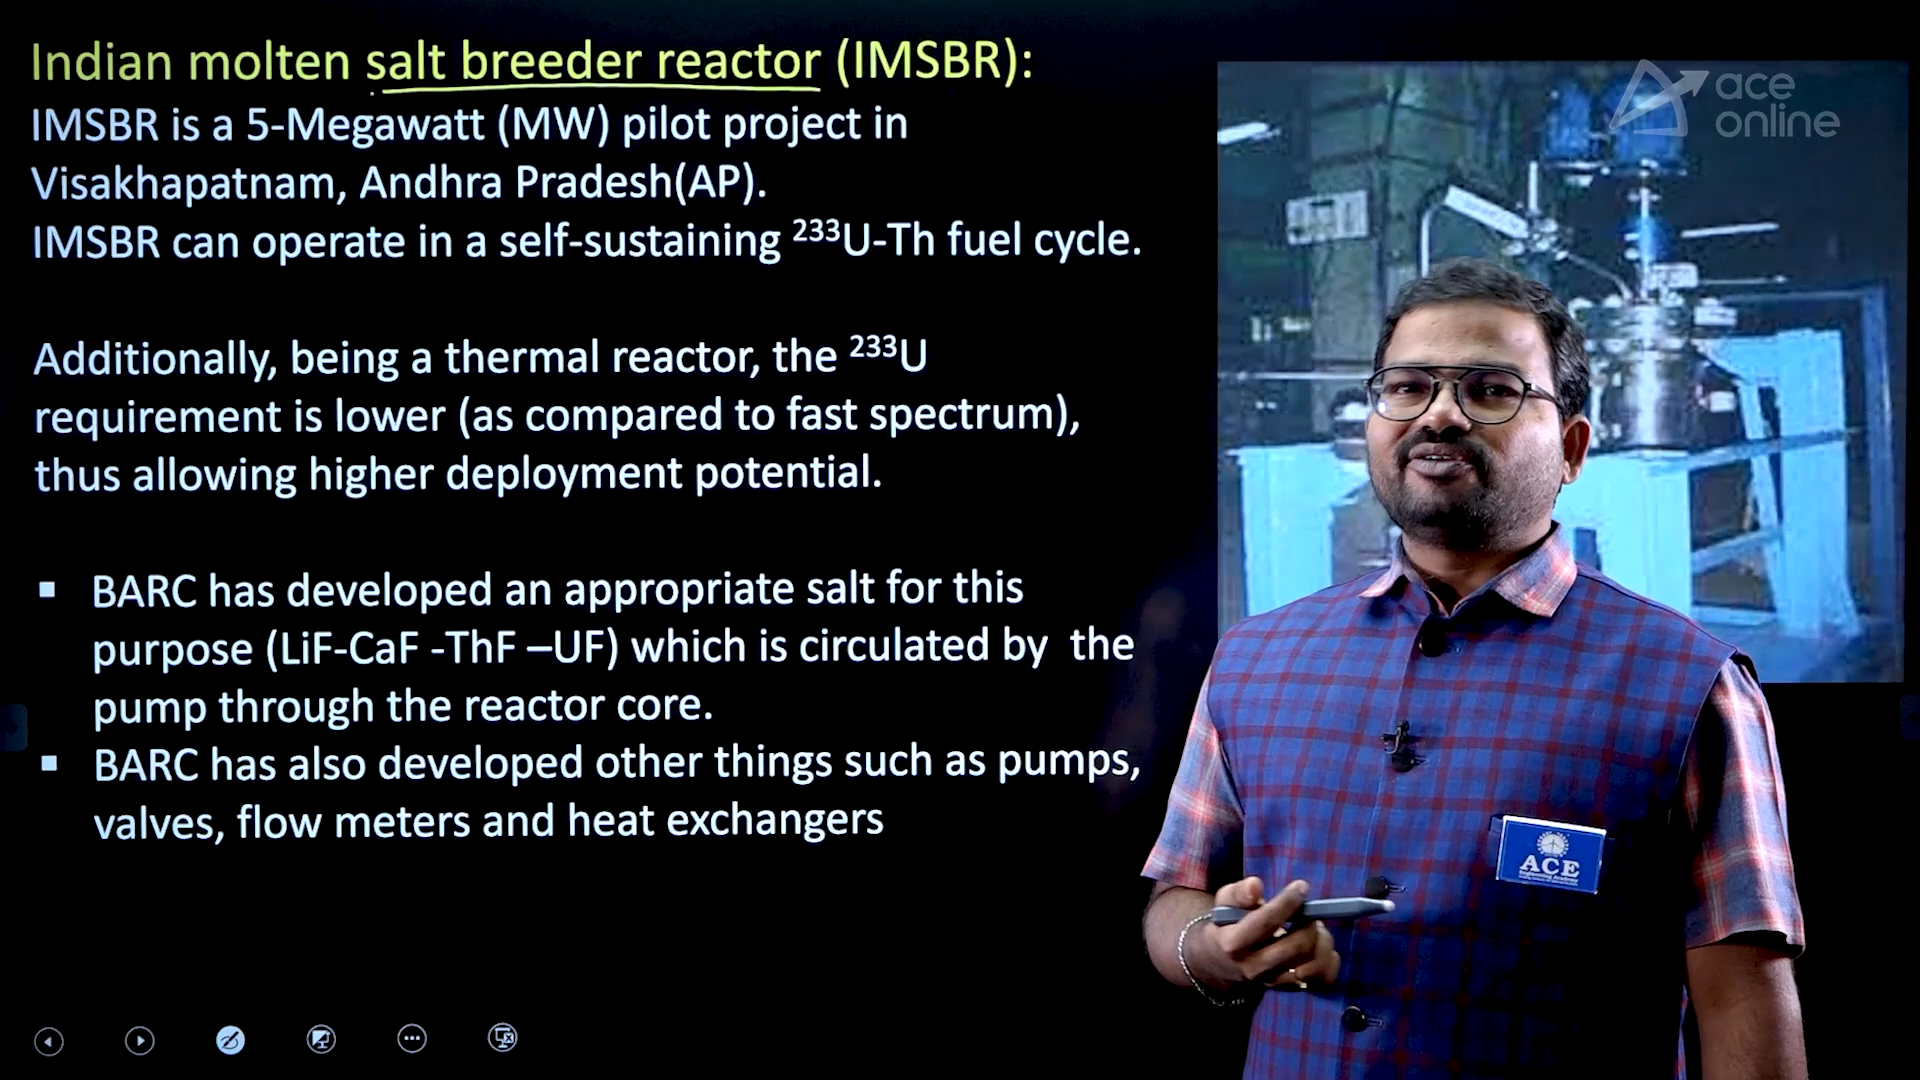 Indian molten salt breeder reactor (IMSBR):
IMSBR is a 5-Megawatt (MW) pilot project in
Visakhapatnam, Andhra Pradesh(AP).
IMSBR can operate in a self-sustaining ²³³U-Th fuel cycle.
Additionally, being a thermal reactor, the ²³³U
requirement is lower (as compared to fast spectrum),
thus allowing higher deployment potential.
▪ BARC has developed an appropriate salt for this
purpose (LiF-CaF -ThF –UF) which is circulated by the
pump through the reactor core.
▪ BARC has also developed other things such as pumps,
valves, flow meters and heat exchangers
ace
online
ACE
Engineering Academy